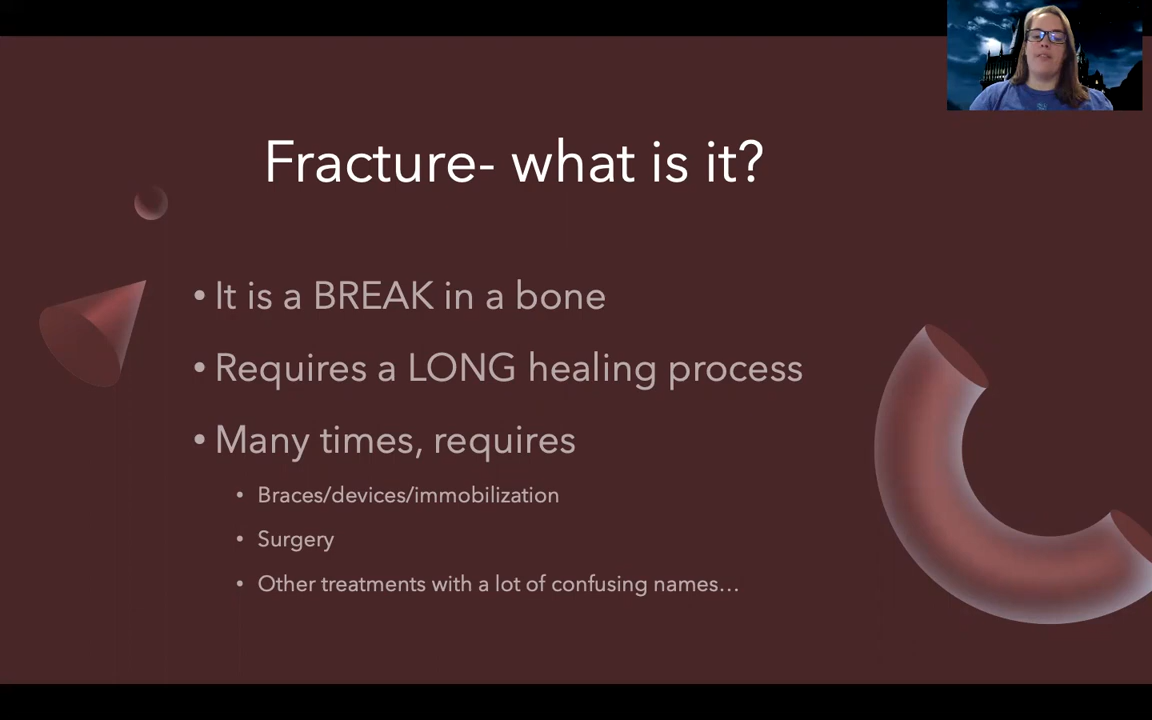 Fracture- what is it?
• It is a BREAK in a bone
• Requires a LONG healing process
• Many times, requires
• Braces/devices/immobilization
• Surgery
• Other treatments with a lot of confusing names…